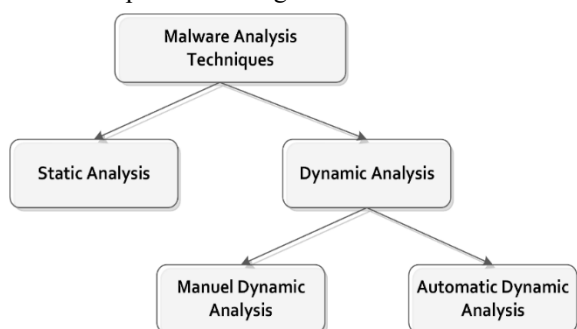 Malware Analysis
Techniques
Static Analysis
Dynamic Analysis
Manuel Dynamic
Analysis
Automatic Dynamic
Analysis